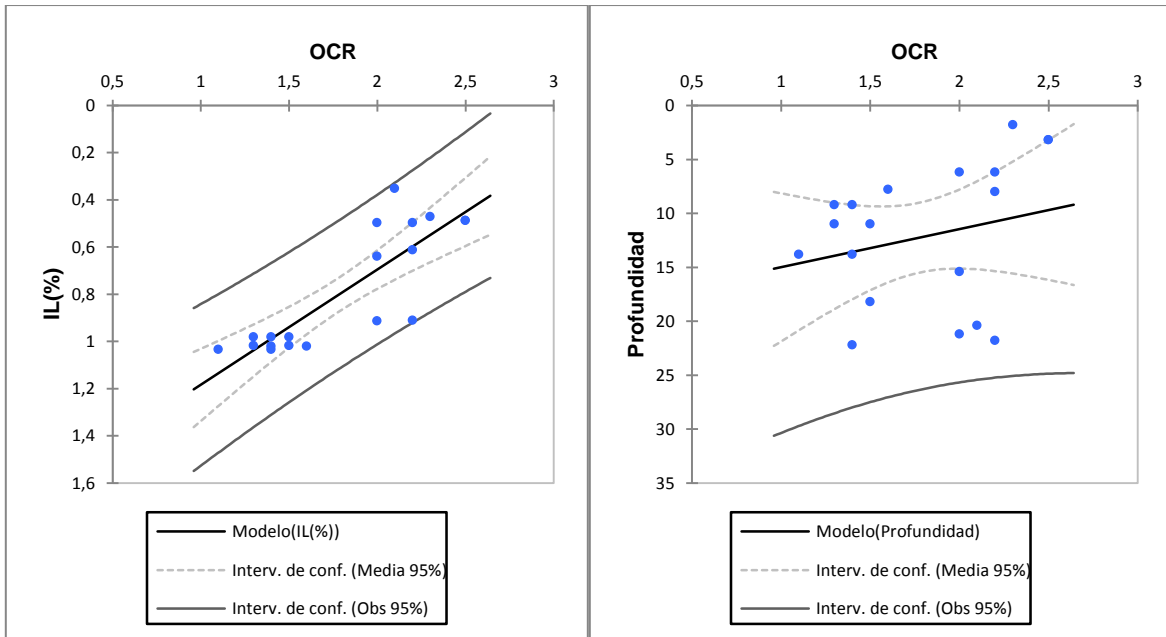 OCR
0,5 1 1,5 2 2,5 3
0
0,2
0,4
0,6
0,8
1
1,2
1,4
1,6
IL(%)
Modelo(IL(%))
Interv. de conf. (Media 95%)
Interv. de conf. (Obs 95%)
OCR
0,5 1 1,5 2 2,5 3
0
5
10
15
20
25
30
35
Profundidad
Modelo(Profundidad)
Interv. de conf. (Media 95%)
Interv. de conf. (Obs 95%)